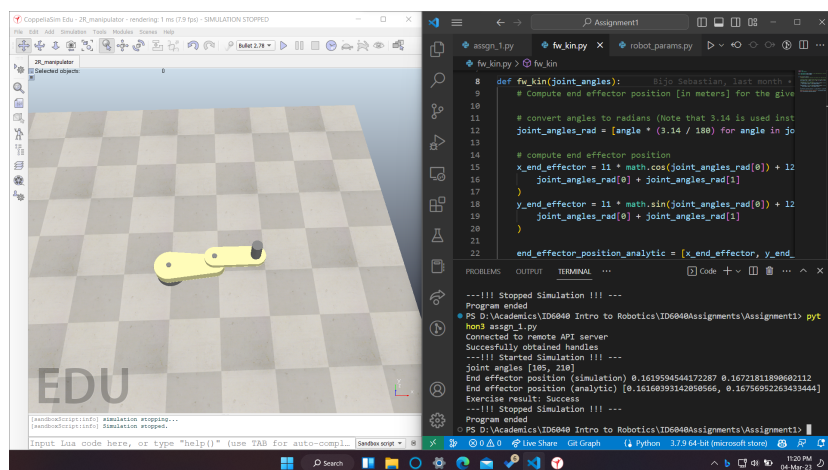 CoppeliaSim Edu - 2R_manipulator - rendering: 1 ms (7.9 fps) - SIMULATION STOPPED
File Edit Add Simulation Tools Modules Scenes Help
Bullet 2.78
2R_manipulator
Selected objects: 0
EDU
[sandboxScript:info] simulation stopping...
[sandboxScript:info] Simulation stopped.
Input Lua code here, or type "help()" (use TAB for auto-compl...
Sandbox script
Assignment1
assgn_1.py
fw_kin.py
robot_params.py
fw_kin.py > fw_kin
8 def fw_kin(joint_angles): Bijo Sebastian, last month •
9 # Compute end effector position [in meters] for the give
10
11 # convert angles to radians (Note that 3.14 is used inst
12 joint_angles_rad = [angle * (3.14 / 180) for angle in jo
13
14 # compute end effector position
15 x_end_effector = l1 * math.cos(joint_angles_rad[0]) + l2
16 joint_angles_rad[0] + joint_angles_rad[1]
17 )
18 y_end_effector = l1 * math.sin(joint_angles_rad[0]) + l2
19 joint_angles_rad[0] + joint_angles_rad[1]
20 )
21
22 end_effector_position_analytic = [x_end_effector, y_end_
PROBLEMS OUTPUT TERMINAL ··· Code
---!!! Stopped Simulation !!! ---
Program ended
PS D:\Academics\ID6040 Intro to Robotics\ID6040Assignments\Assignment1> pyt
hon3 assgn_1.py
Connected to remote API server
Succesfully obtained handles
---!!! Started Simulation !!! ---
joint angles [105, 210]
End effector position (simulation) 0.1619594544172287 0.16721811890602112
End effector position (analytic) [0.16160393142050566, 0.16756952263433444]
Exercise result: Success
---!!! Stopped Simulation !!! ---
Program ended
PS D:\Academics\ID6040 Intro to Robotics\ID6040Assignments\Assignment1>
0 0 Live Share Git Graph Python 3.7.9 64-bit (microsoft store)
Search
11:20 PM
04-Mar-23